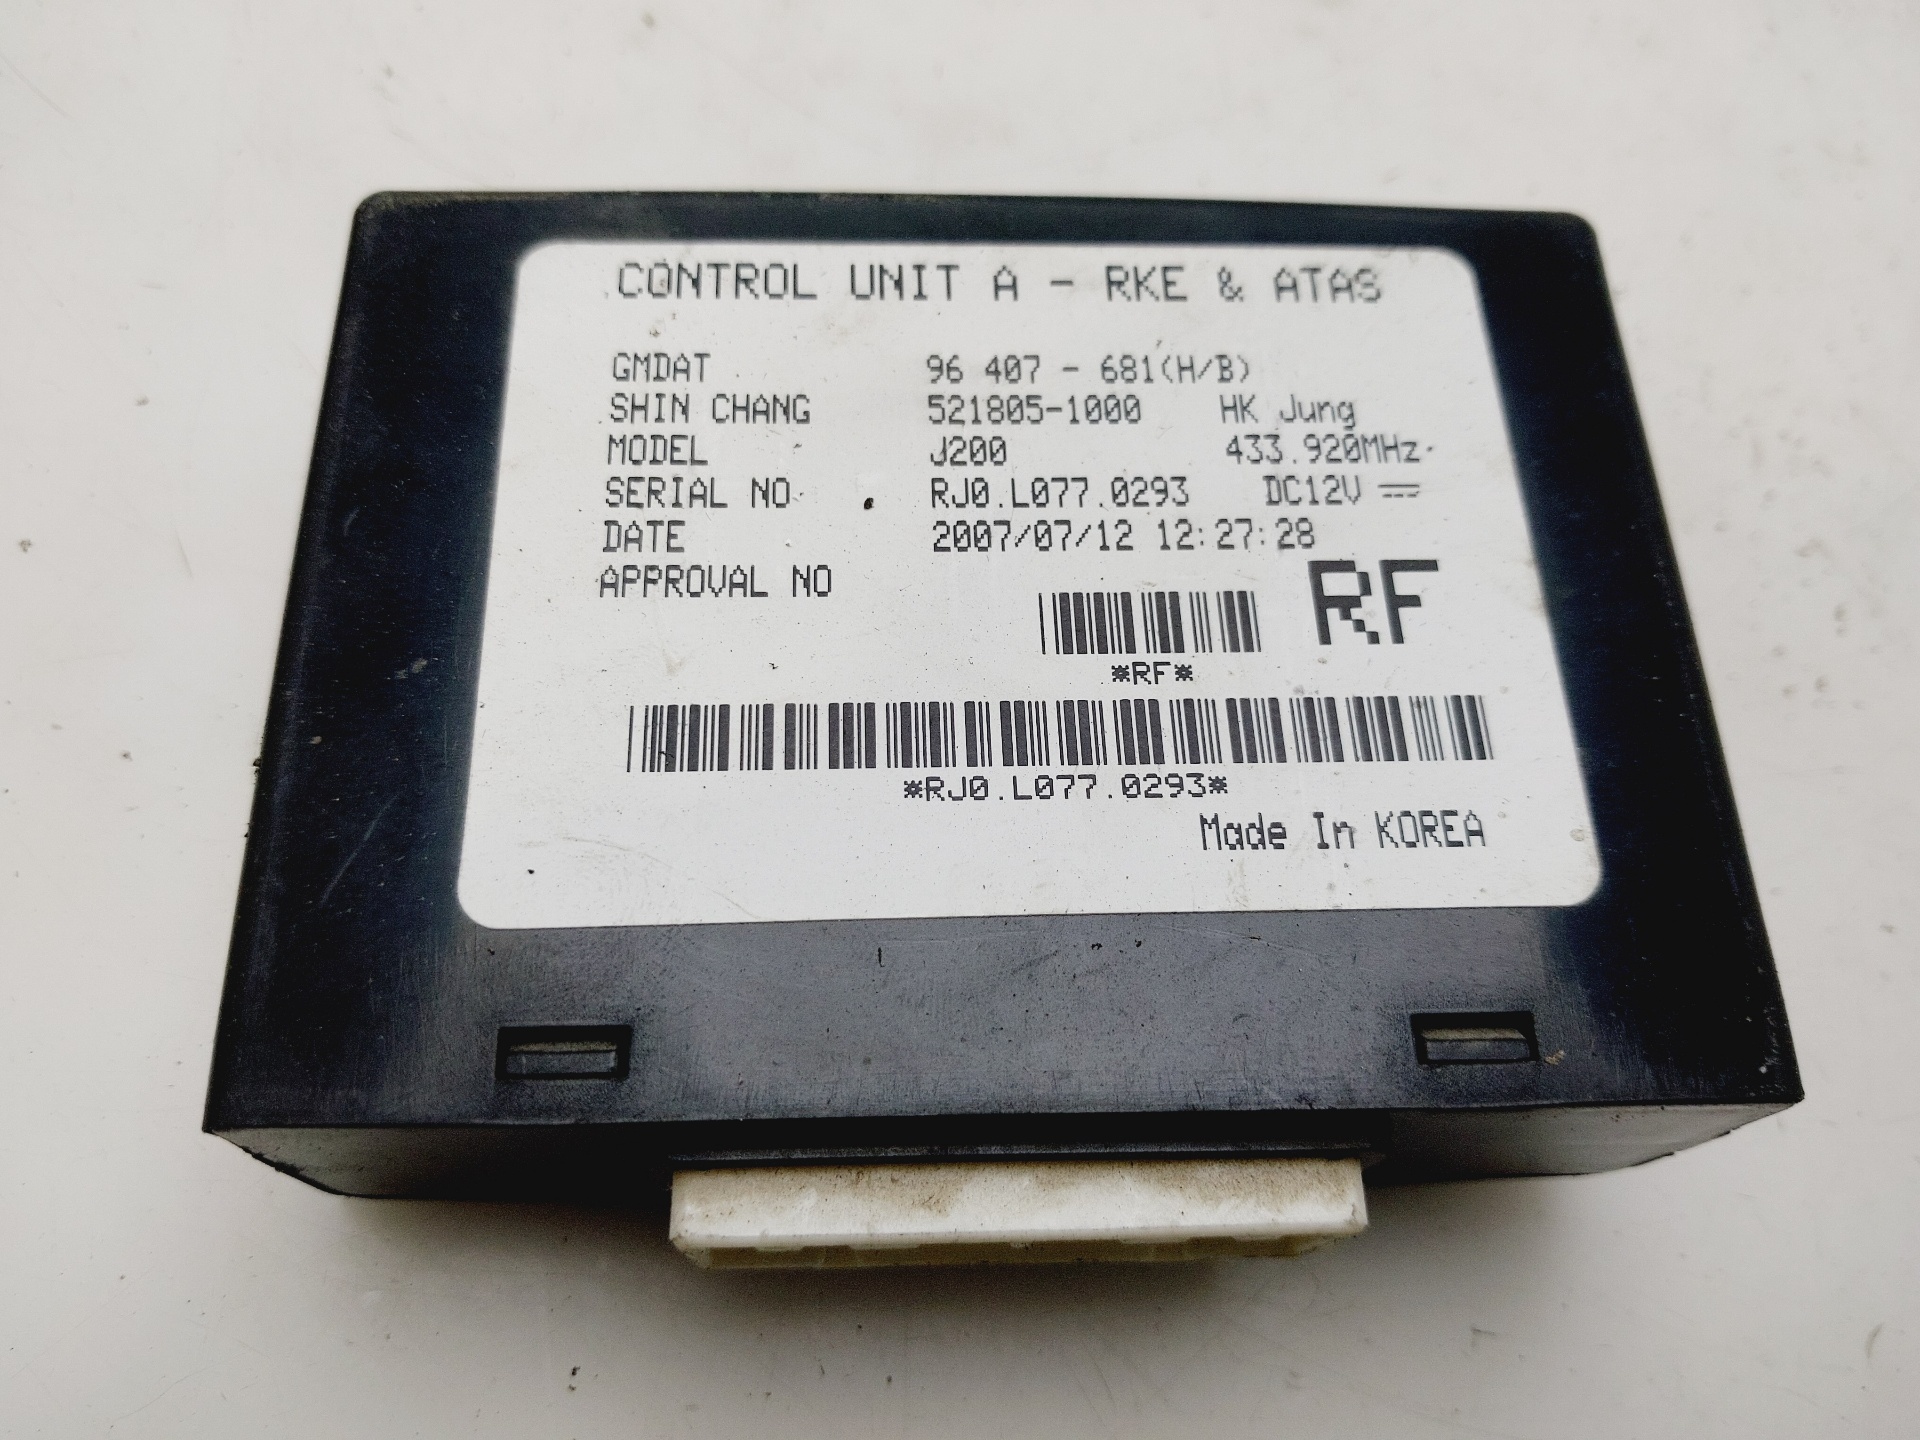 CONTROL UNIT A - RKE & ATAS
GMDAT 96 407 - 681(H/B)
SHIN CHANG 521805-1000 HK Jung
MODEL J200 433.920MHz
SERIAL NO RJ0.L077.0293 DC12V
DATE 2007/07/12 12:27:28
APPROVAL NO
RF
*RF*
*RJ0.L077.0293*
Made In KOREA